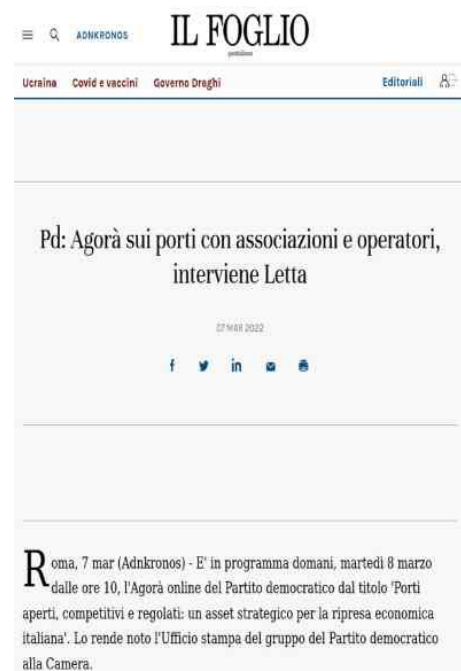 ADNKRONOS
IL FOGLIO
quotidiano
Ucraina Covid e vaccini Governo Draghi Editoriali
Pd: Agorà sui porti con associazioni e operatori,
interviene Letta
07 MAR 2022
Roma, 7 mar (Adnkronos) - E' in programma domani, martedì 8 marzo
dalle ore 10, l'Agorà online del Partito democratico dal titolo 'Porti
aperti, competitivi e regolati: un asset strategico per la ripresa economica
italiana'. Lo rende noto l'Ufficio stampa del gruppo del Partito democratico
alla Camera.